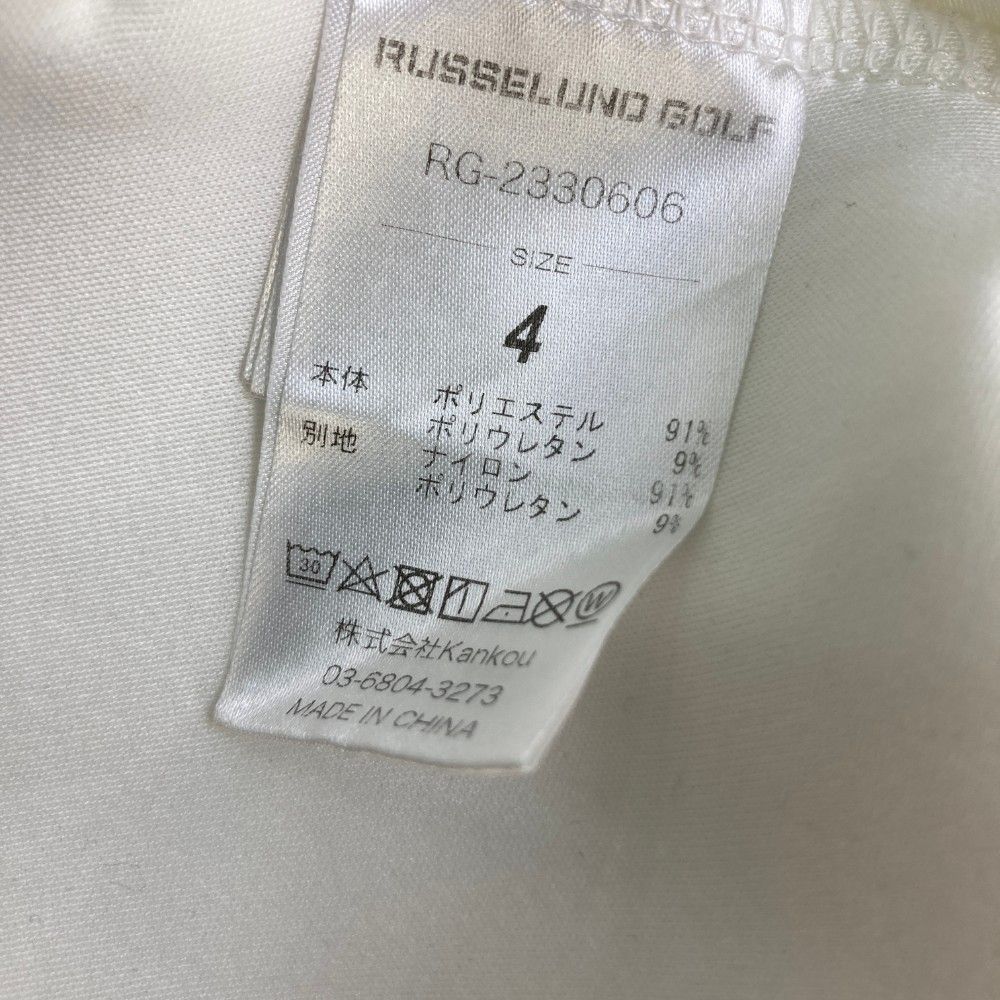 RUSSELUNO GOLF
RG-2330606
SIZE
4
本体 ポリエステル 91%
ポリウレタン 9%
別地 ナイロン 91%
ポリウレタン 9%
30 W
株式会社Kankou
03-6804-3273
MADE IN CHINA